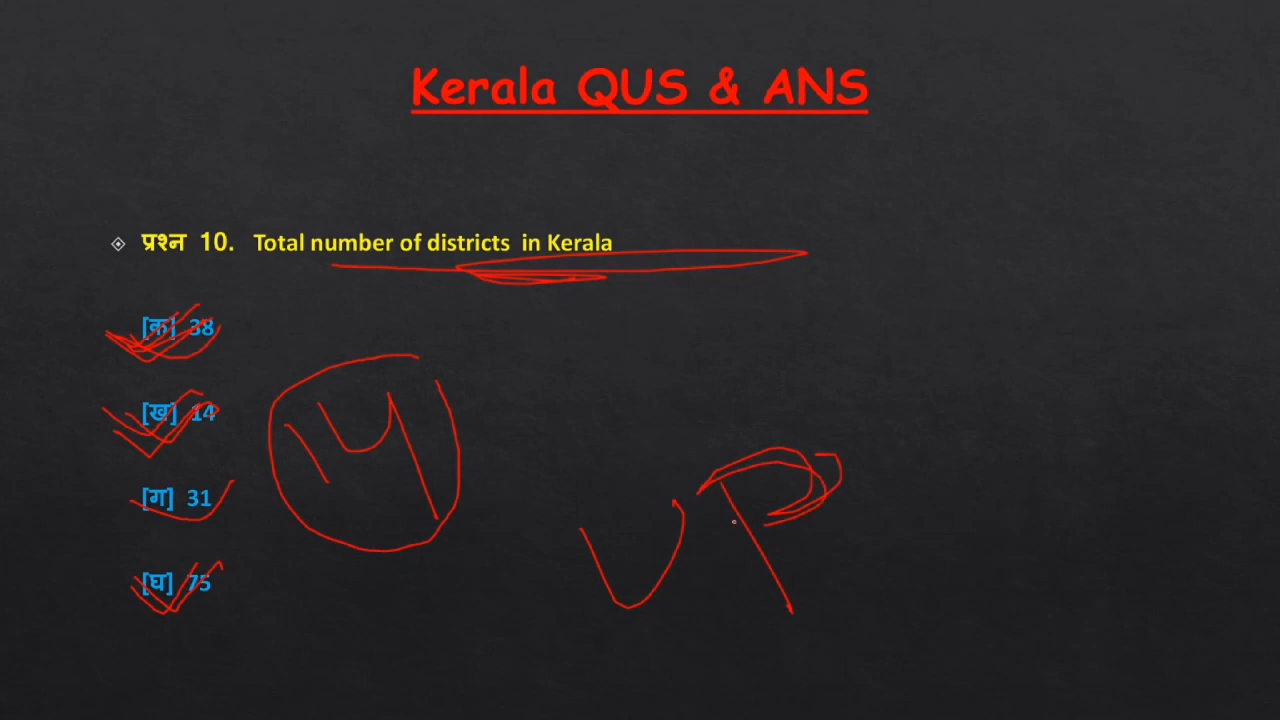 Kerala QUS & ANS
प्रश्न 10. Total number of districts in Kerala
[क] 38
[ख] 14
14
[ग] 31
[घ] 75
UP